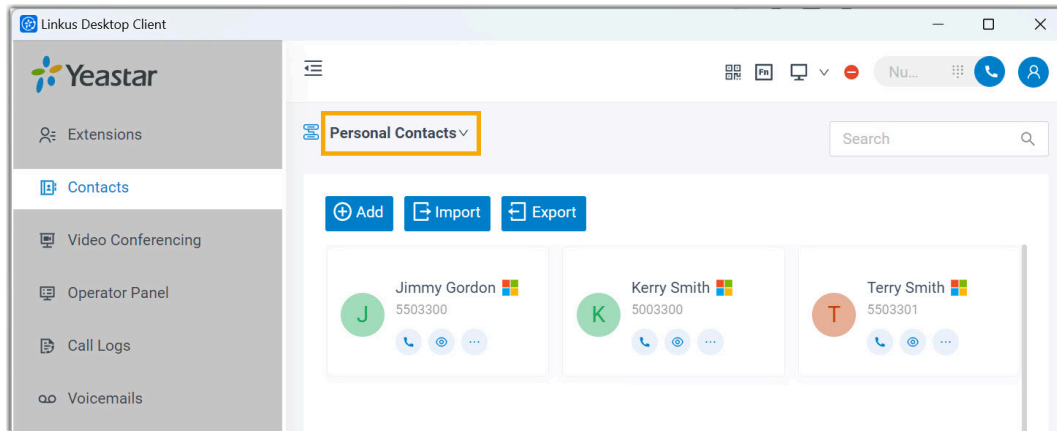 Linkus Desktop Client
Yeastar
Fn
Nu...
Extensions
Contacts
Video Conferencing
Operator Panel
Call Logs
Voicemails
Personal Contacts
Search
Add
Import
Export
J
Jimmy Gordon
5503300
K
Kerry Smith
5003300
T
Terry Smith
5503301